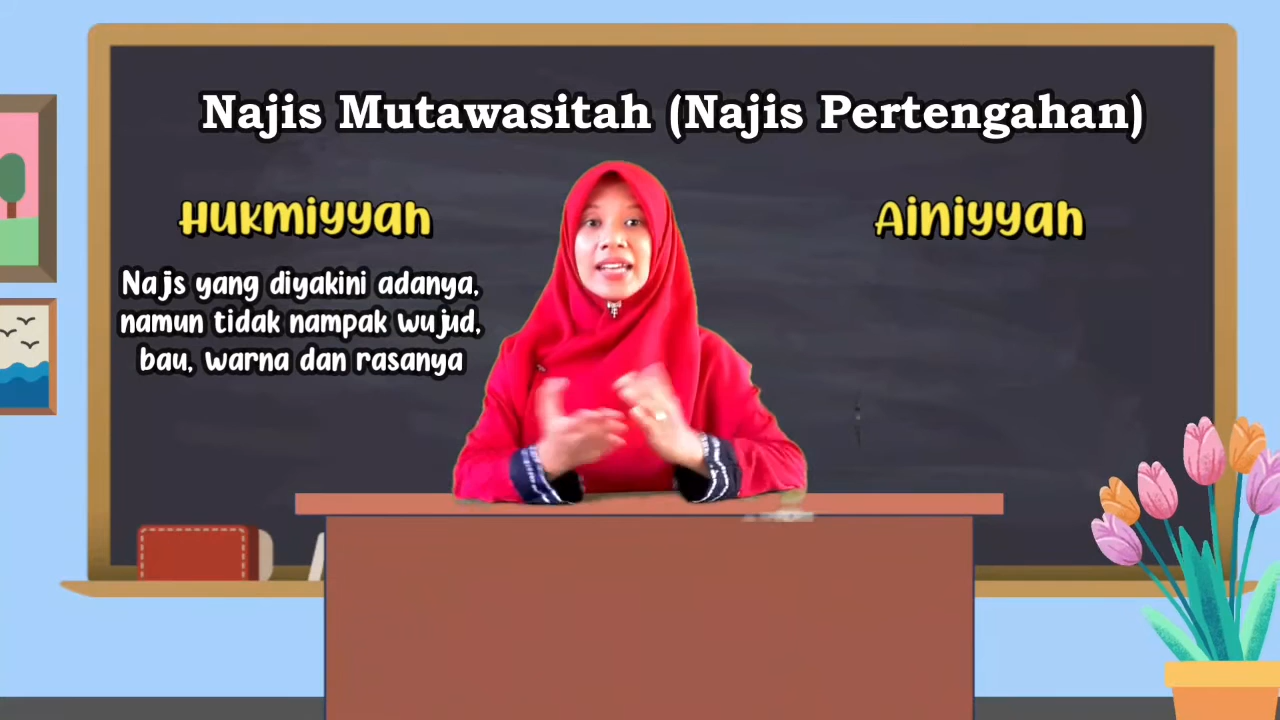 Najis Mutawasitah (Najis Pertengahan)
Hukmiyyah
Najs yang diyakini adanya,
namun tidak nampak wujud,
bau, warna dan rasanya
Ainiyyah